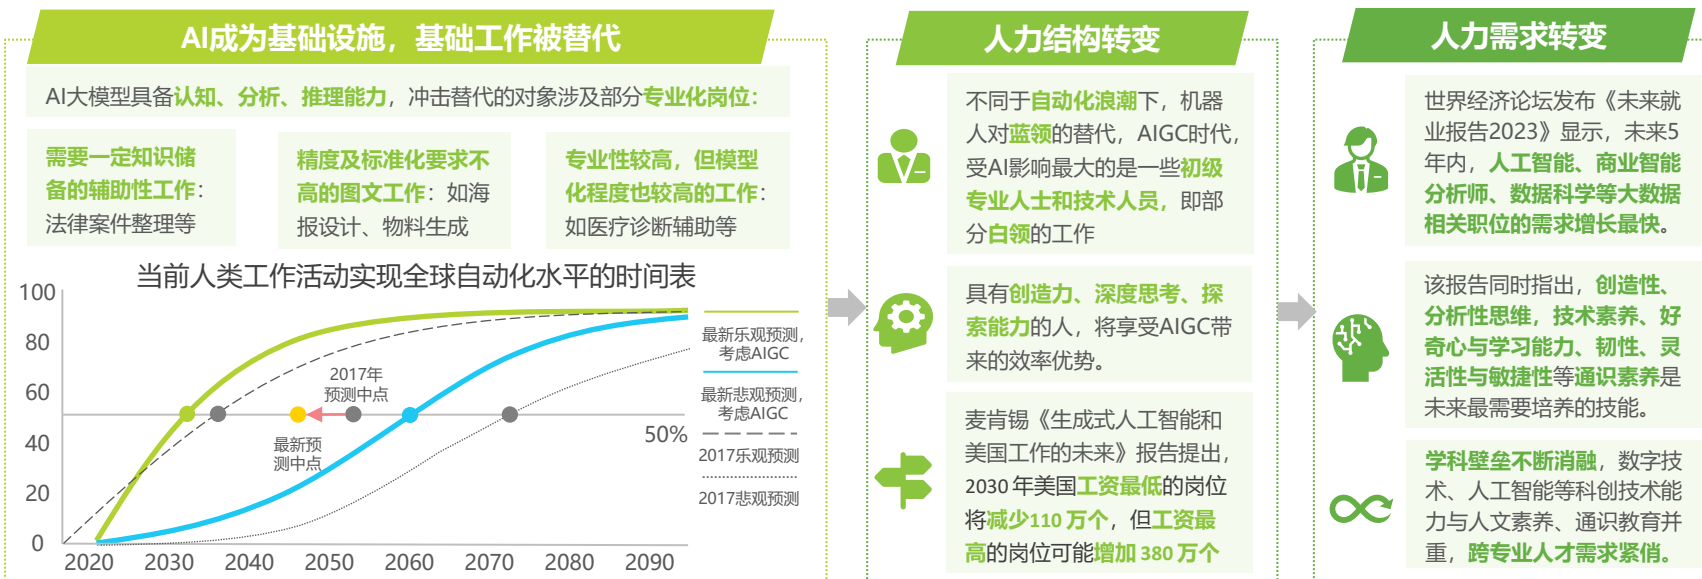 AI成为基础设施，基础工作被替代
AI大模型具备认知、分析、推理能力，冲击替代的对象涉及部分专业化岗位：
需要一定知识储
备的辅助性工作：
法律案件整理等
精度及标准化要求不
高的图文工作：如海
报设计、物料生成
专业性较高，但模型
化程度也较高的工作：
如医疗诊断辅助等
当前人类工作活动实现全球自动化水平的时间表
100
80
60
40
20
0
2020
2030
2040
2050
2060
2070
2080
2090
2017年
预测中点
最新预
测中点
50%
最新乐观预测，
考虑AIGC
最新悲观预测，
考虑AIGC
2017乐观预测
2017悲观预测
人力结构转变
不同于自动化浪潮下，机器
人对蓝领的替代，AIGC时代，
受AI影响最大的是一些初级
专业人士和技术人员，即部
分白领的工作
具有创造力、深度思考、探
索能力的人，将享受AIGC带
来的效率优势。
麦肯锡《生成式人工智能和
美国工作的未来》报告提出，
2030 年美国工资最低的岗位
将减少110 万个，但工资最
高的岗位可能增加 380 万个
人力需求转变
世界经济论坛发布《未来就
业报告2023》显示，未来5
年内，人工智能、商业智能
分析师、数据科学等大数据
相关职位的需求增长最快。
该报告同时指出，创造性、
分析性思维，技术素养、好
奇心与学习能力、韧性、灵
活性与敏捷性等通识素养是
未来最需要培养的技能。
学科壁垒不断消融，数字技
术、人工智能等科创技术能
力与人文素养、通识教育并
重，跨专业人才需求紧俏。